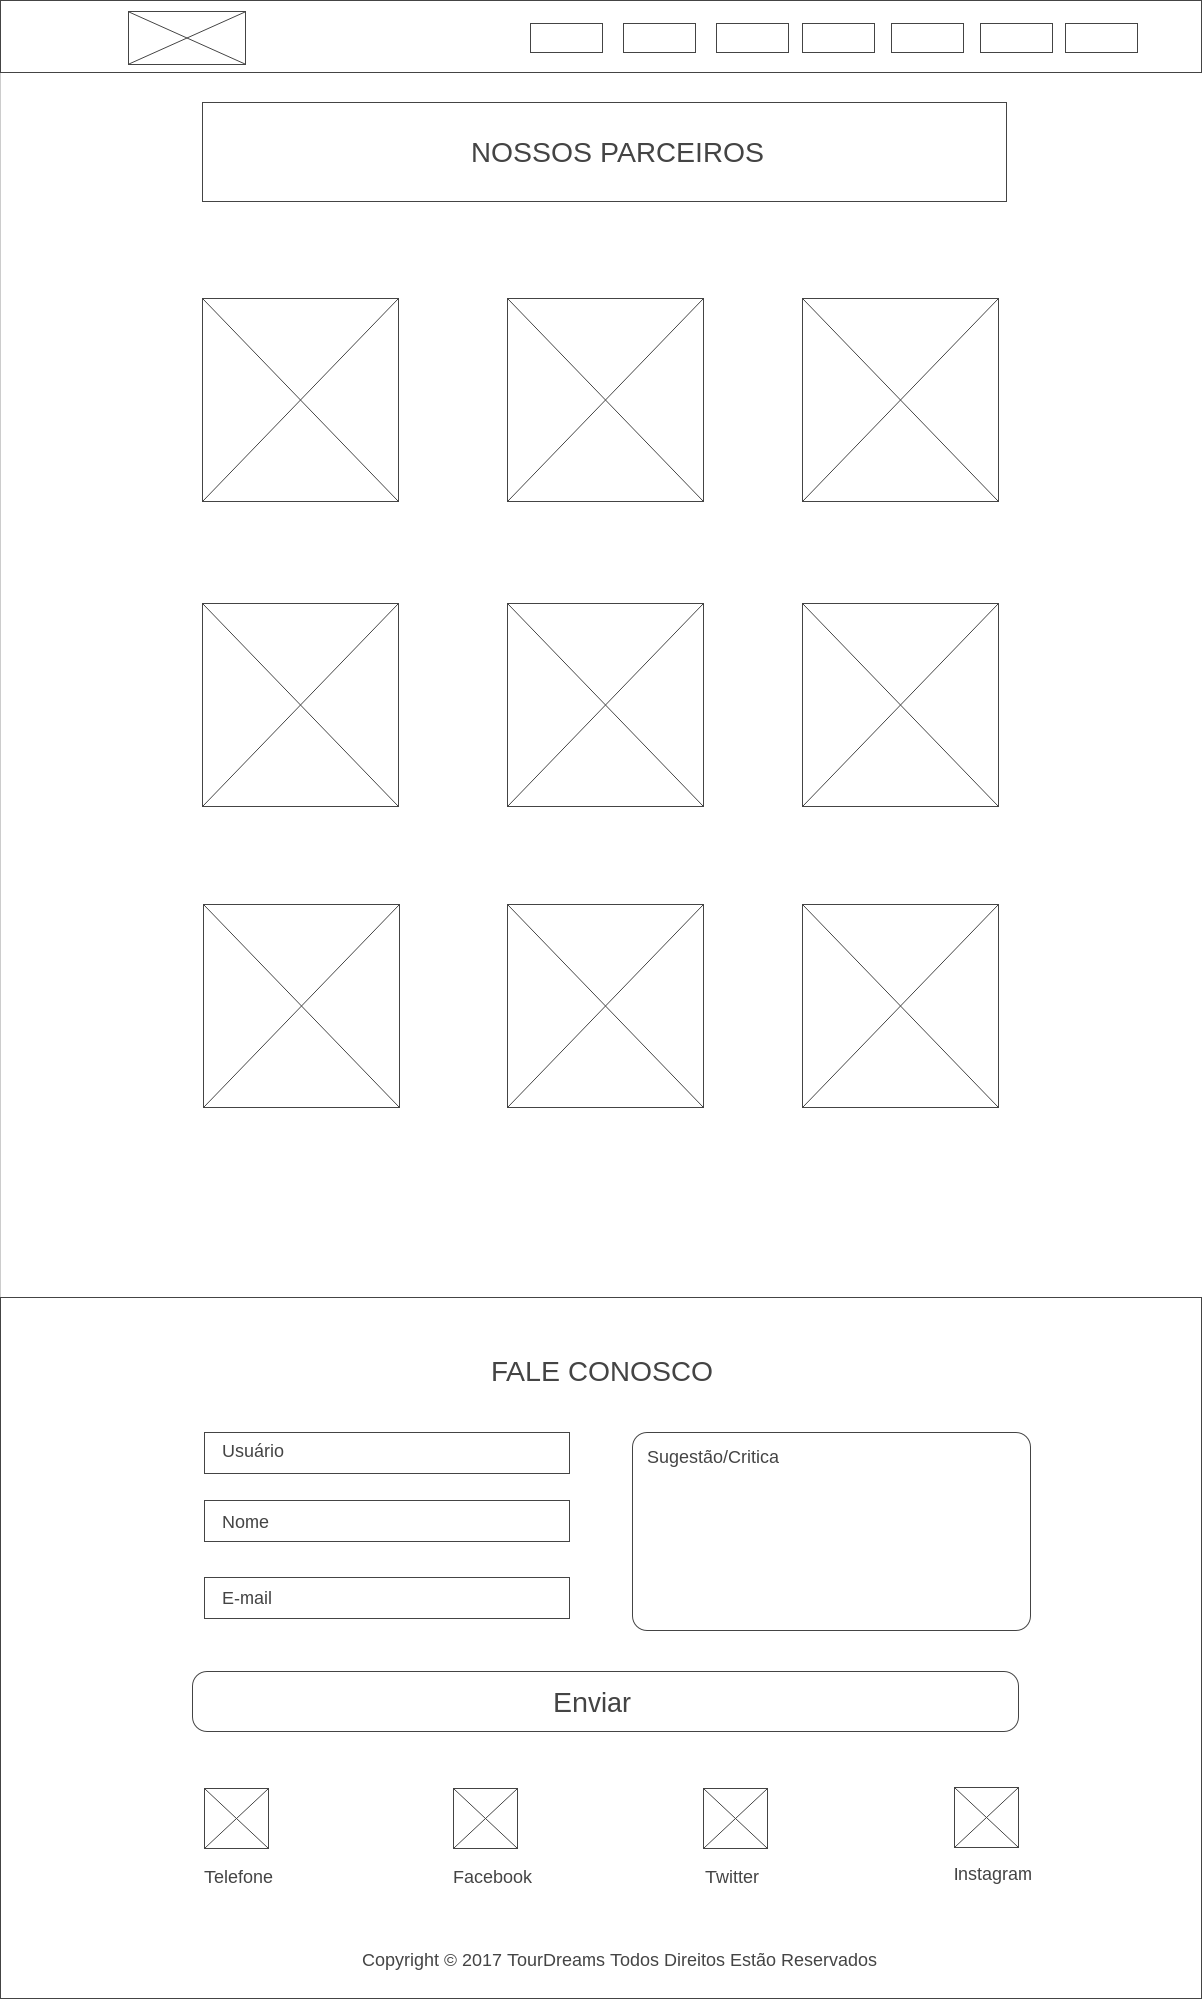 NOSSOS PARCEIROS
FALE CONOSCO
Usuário
Sugestão/Critica
Nome
E-mail
Enviar
Telefone
Facebook
Twitter
Instagram
Copyright © 2017 TourDreams Todos Direitos Estão Reservados